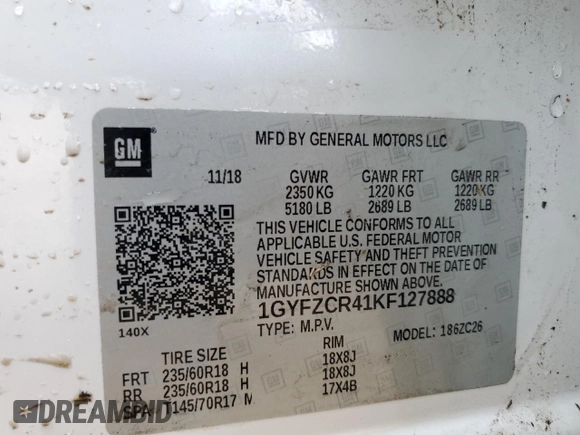 GM
MFD BY GENERAL MOTORS LLC
11/18 GVWR GAWR FRT GAWR RR
2350 KG 1220 KG 1220 KG
5180 LB 2689 LB 2689 LB
THIS VEHICLE CONFORMS TO ALL
APPLICABLE U.S. FEDERAL MOTOR
VEHICLE SAFETY AND THEFT PREVENTION
STANDARDS IN EFFECT ON THE DATE
OF MANUFACTURE SHOWN ABOVE.
1GYFZCR41KF127888
140X
TYPE: M.P.V. 186ZC26
TIRE SIZE RIM
FRT 235/60R18 H 18X8J
RR 235/60R18 H 18X8J
SPA T145/70R17 M 17X4B
DREAMBID